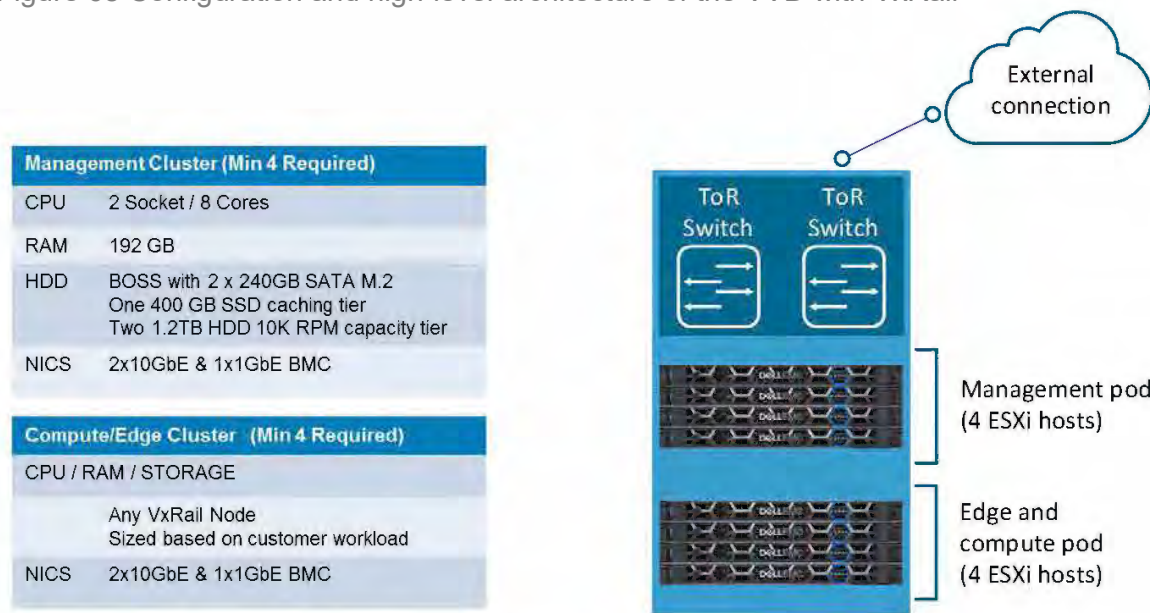 Management Cluster (Min 4 Required)
CPU 2 Socket / 8 Cores
RAM 192 GB
HDD BOSS with 2 x 240GB SATA M.2
One 400 GB SSD caching tier
Two 1.2TB HDD 10K RPM capacity tier
NICS 2x10GbE & 1x1GbE BMC
Compute/Edge Cluster (Min 4 Required)
CPU / RAM / STORAGE
Any VxRail Node
Sized based on customer workload
NICS 2x10GbE & 1x1GbE BMC
External
connection
ToR
Switch
ToR
Switch
Management pod
(4 ESXi hosts)
Edge and
compute pod
(4 ESXi hosts)